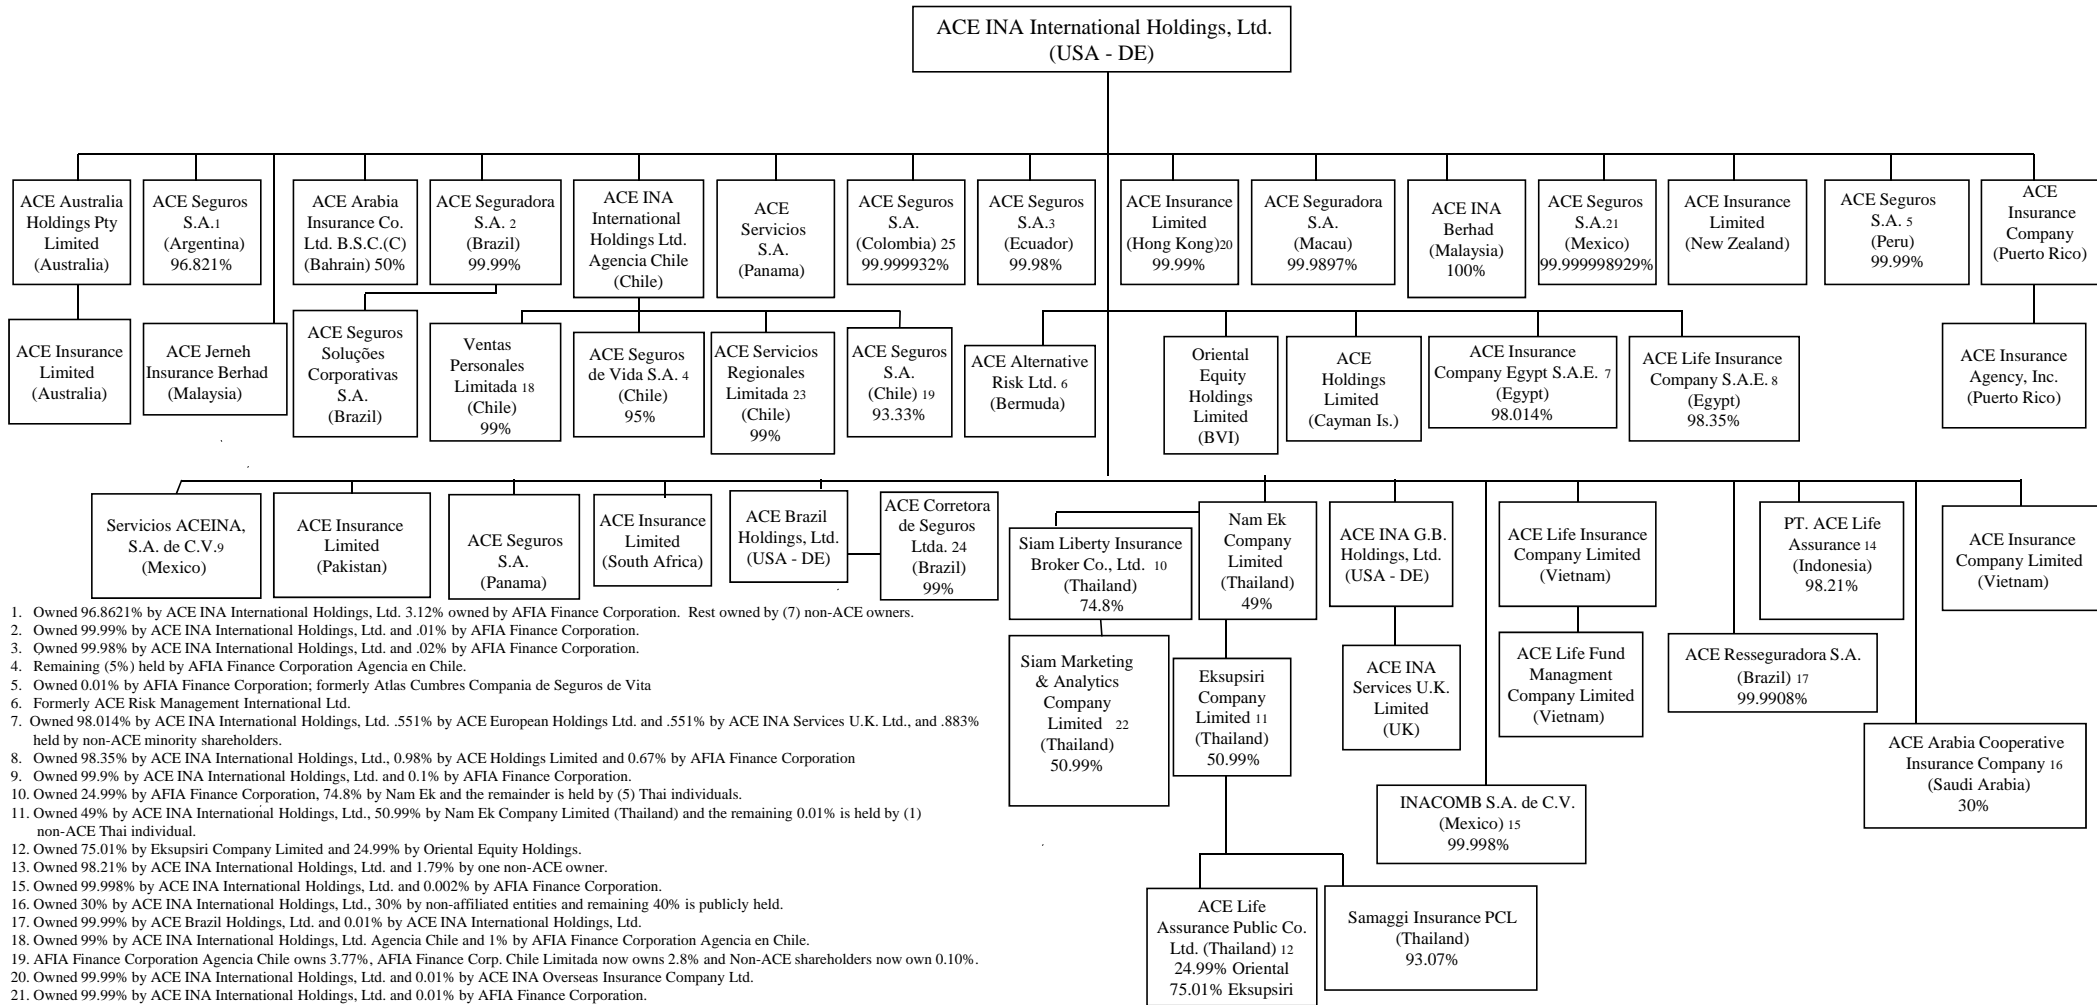 ACE INA International Holdings, Ltd.
(USA - DE)
ACE Australia
Holdings Pty
Limited
(Australia)
ACE Seguros
S.A.1
(Argentina)
96.821%
ACE Arabia
Insurance Co.
Ltd. B.S.C.(C)
(Bahrain) 50%
ACE Seguradora
S.A. 2
(Brazil)
99.99%
ACE INA
International
Holdings Ltd.
Agencia Chile
(Chile)
ACE
Servicios
S.A.
(Panama)
ACE Seguros
S.A.
(Colombia) 25
99.999932%
ACE Seguros
S.A.3
(Ecuador)
99.98%
ACE Insurance
Limited
(Hong Kong)20
99.99%
ACE Seguradora
S.A.
(Macau)
99.9897%
ACE INA
Berhad
(Malaysia)
100%
ACE Seguros
S.A.21
(Mexico)
99.999998929%
ACE Insurance
Limited
(New Zealand)
ACE Seguros
S.A. 5
(Peru)
99.99%
ACE
Insurance
Company
(Puerto Rico)
ACE Insurance
Limited
(Australia)
ACE Jerneh
Insurance Berhad
(Malaysia)
ACE Seguros
Soluções
Corporativas
S.A.
(Brazil)
Ventas
Personales
Limitada 18
(Chile)
99%
ACE Seguros
de Vida S.A. 4
(Chile)
95%
ACE Servicios
Regionales
Limitada 23
(Chile)
99%
ACE Seguros
S.A.
(Chile) 19
93.33%
ACE Alternative
Risk Ltd. 6
(Bermuda)
Oriental
Equity
Holdings
Limited
(BVI)
ACE
Holdings
Limited
(Cayman Is.)
ACE Insurance
Company Egypt S.A.E. 7
(Egypt)
98.014%
ACE Life Insurance
Company S.A.E. 8
(Egypt)
98.35%
ACE Insurance
Agency, Inc.
(Puerto Rico)
Servicios ACEINA,
S.A. de C.V.9
(Mexico)
ACE Insurance
Limited
(Pakistan)
ACE Seguros
S.A.
(Panama)
ACE Insurance
Limited
(South Africa)
ACE Brazil
Holdings, Ltd.
(USA - DE)
ACE Corretora
de Seguros
Ltda. 24
(Brazil)
99%
Siam Liberty Insurance
Broker Co., Ltd. 10
(Thailand)
74.8%
Nam Ek
Company
Limited
(Thailand)
49%
ACE INA G.B.
Holdings, Ltd.
(USA - DE)
ACE Life Insurance
Company Limited
(Vietnam)
PT. ACE Life
Assurance 14
(Indonesia)
98.21%
ACE Insurance
Company Limited
(Vietnam)
Siam Marketing
& Analytics
Company
Limited 22
(Thailand)
50.99%
Eksupsiri
Company
Limited 11
(Thailand)
50.99%
ACE INA
Services U.K.
Limited
(UK)
ACE Life Fund
Managment
Company Limited
(Vietnam)
ACE Resseguradora S.A.
(Brazil) 17
99.9908%
ACE Arabia Cooperative
Insurance Company 16
(Saudi Arabia)
30%
INACOMB S.A. de C.V.
(Mexico) 15
99.998%
ACE Life
Assurance Public Co.
Ltd. (Thailand) 12
24.99% Oriental
75.01% Eksupsiri
Samaggi Insurance PCL
(Thailand)
93.07%
1. Owned 96.8621% by ACE INA International Holdings, Ltd. 3.12% owned by AFIA Finance Corporation. Rest owned by (7) non-ACE owners.
2. Owned 99.99% by ACE INA International Holdings, Ltd. and .01% by AFIA Finance Corporation.
3. Owned 99.98% by ACE INA International Holdings, Ltd. and .02% by AFIA Finance Corporation.
4. Remaining (5%) held by AFIA Finance Corporation Agencia en Chile.
5. Owned 0.01% by AFIA Finance Corporation; formerly Atlas Cumbres Compania de Seguros de Vita
6. Formerly ACE Risk Management International Ltd.
7. Owned 98.014% by ACE INA International Holdings, Ltd. .551% by ACE European Holdings Ltd. and .551% by ACE INA Services U.K. Ltd., and .883%
held by non-ACE minority shareholders.
8. Owned 98.35% by ACE INA International Holdings, Ltd., 0.98% by ACE Holdings Limited and 0.67% by AFIA Finance Corporation
9. Owned 99.9% by ACE INA International Holdings, Ltd. and 0.1% by AFIA Finance Corporation.
10. Owned 24.99% by AFIA Finance Corporation, 74.8% by Nam Ek and the remainder is held by (5) Thai individuals.
11. Owned 49% by ACE INA International Holdings, Ltd., 50.99% by Nam Ek Company Limited (Thailand) and the remaining 0.01% is held by (1)
non-ACE Thai individual.
12. Owned 75.01% by Eksupsiri Company Limited and 24.99% by Oriental Equity Holdings.
13. Owned 98.21% by ACE INA International Holdings, Ltd. and 1.79% by one non-ACE owner.
15. Owned 99.998% by ACE INA International Holdings, Ltd. and 0.002% by AFIA Finance Corporation.
16. Owned 30% by ACE INA International Holdings, Ltd., 30% by non-affiliated entities and remaining 40% is publicly held.
17. Owned 99.99% by ACE Brazil Holdings, Ltd. and 0.01% by ACE INA International Holdings, Ltd.
18. Owned 99% by ACE INA International Holdings, Ltd. Agencia Chile and 1% by AFIA Finance Corporation Agencia en Chile.
19. AFIA Finance Corporation Agencia Chile owns 3.77%, AFIA Finance Corp. Chile Limitada now owns 2.8% and Non-ACE shareholders now own 0.10%.
20. Owned 99.99% by ACE INA International Holdings, Ltd. and 0.01% by ACE INA Overseas Insurance Company Ltd.
21. Owned 99.99% by ACE INA International Holdings, Ltd. and 0.01% by AFIA Finance Corporation.